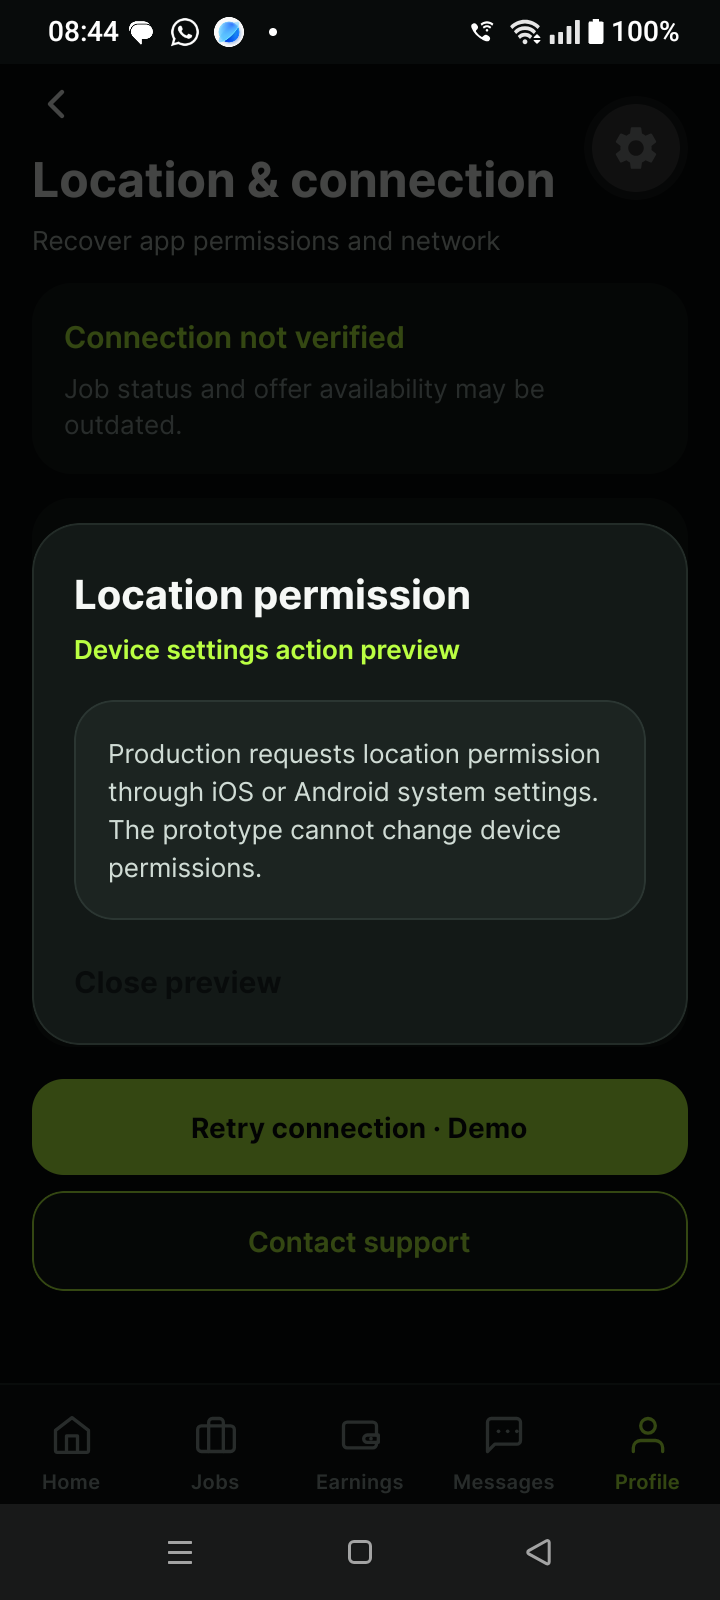 08:44
100%
Location & connection
Recover app permissions and network
Connection not verified
Job status and offer availability may be
outdated.
Location permission
Device settings action preview
Production requests location permission
through iOS or Android system settings.
The prototype cannot change device
permissions.
Close preview
Retry connection · Demo
Contact support
Home
Jobs
Earnings
Messages
Profile